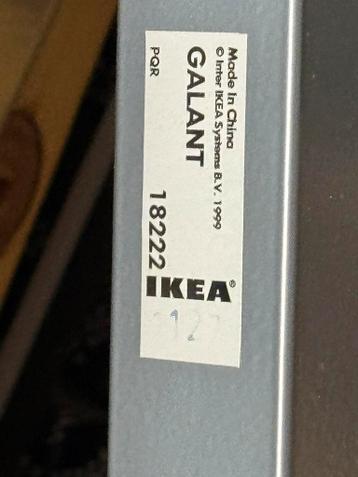 Made in China
© Inter IKEA Systems B.V. 1999
GALANT
PQR 18222
IKEA®